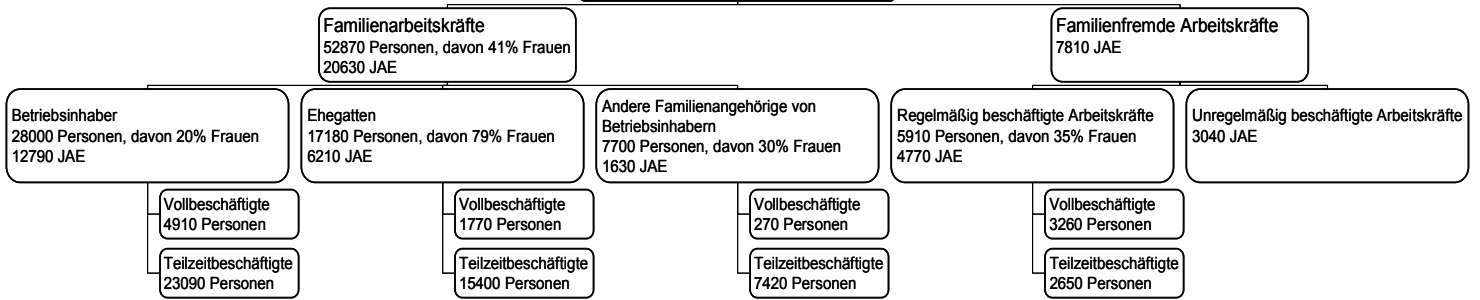 Familienarbeitskräfte
52870 Personen, davon 41% Frauen
20630 JAE
Familienfremde Arbeitskräfte
7810 JAE
Betriebsinhaber
28000 Personen, davon 20% Frauen
12790 JAE
Ehegatten
17180 Personen, davon 79% Frauen
6210 JAE
Andere Familienangehörige von
Betriebsinhabern
7700 Personen, davon 30% Frauen
1630 JAE
Regelmäßig beschäftigte Arbeitskräfte
5910 Personen, davon 35% Frauen
4770 JAE
Unregelmäßig beschäftigte Arbeitskräfte
3040 JAE
Vollbeschäftigte
4910 Personen
Teilzeitbeschäftigte
23090 Personen
Vollbeschäftigte
1770 Personen
Teilzeitbeschäftigte
15400 Personen
Vollbeschäftigte
270 Personen
Teilzeitbeschäftigte
7420 Personen
Vollbeschäftigte
3260 Personen
Teilzeitbeschäftigte
2650 Personen